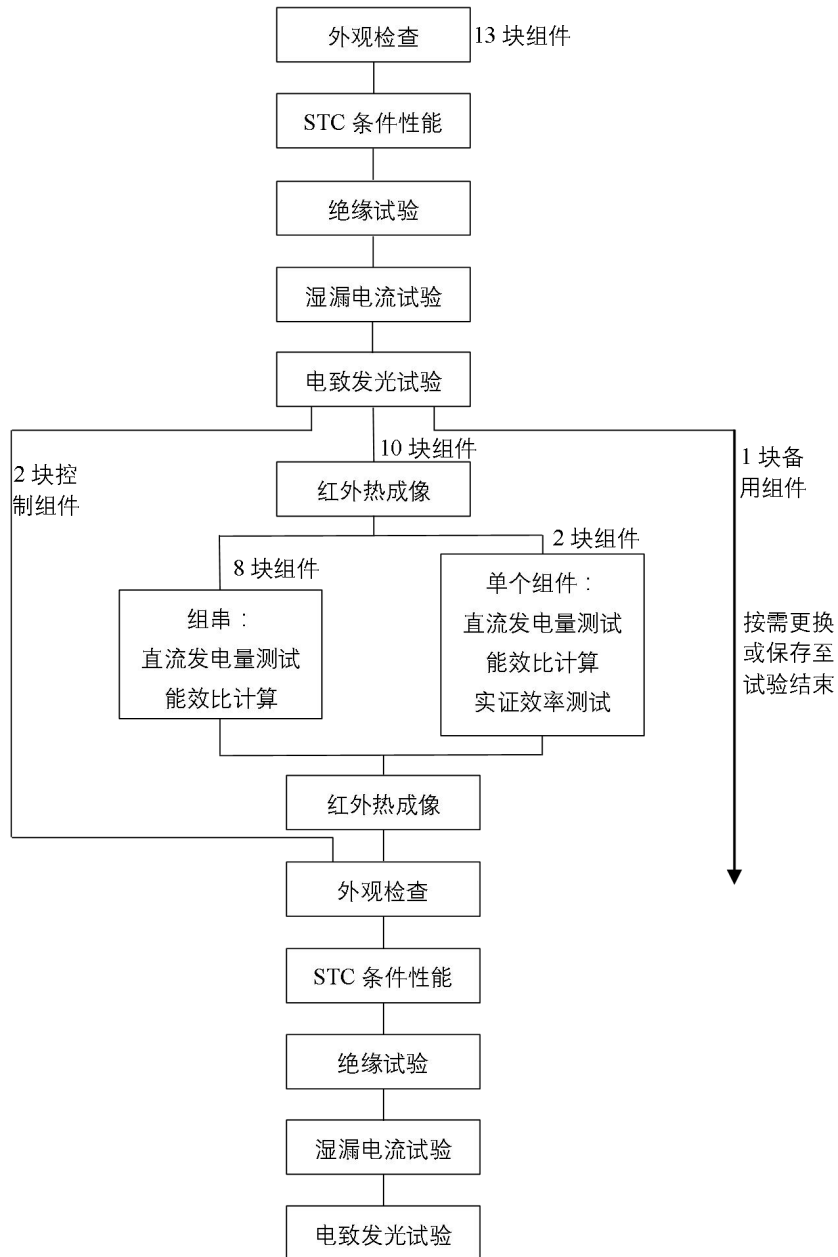 外观检查
13 块组件
STC 条件性能
绝缘试验
湿漏电流试验
电致发光试验
2 块控
制组件
10 块组件
1 块备
用组件
红外热成像
8 块组件
2 块组件
组串：
直流发电量测试
能效比计算
单个组件：
直流发电量测试
能效比计算
实证效率测试
按需更换
或保存至
试验结束
红外热成像
外观检查
STC 条件性能
绝缘试验
湿漏电流试验
电致发光试验